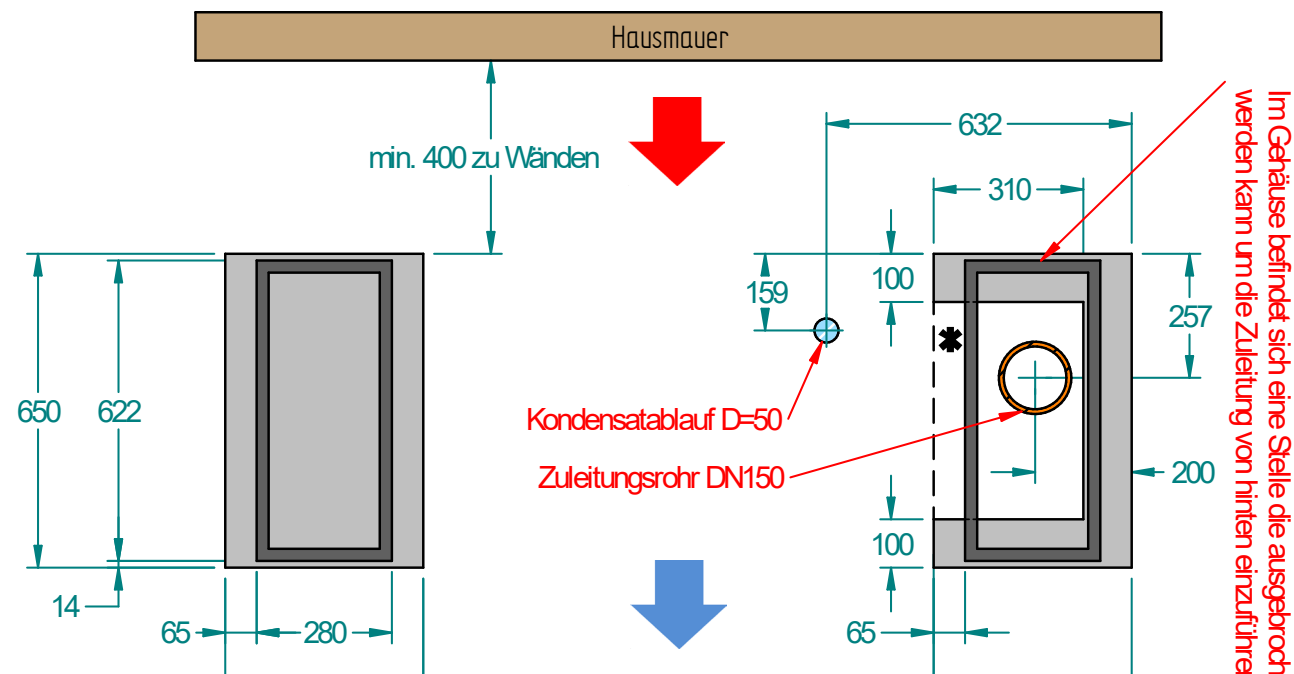 Hausmauer
632
min. 400 zu Wänden
310
100
159
257
650
622
Kondensatablauf D=50
Zuleitungsrohr DN150
200
100
14
65
280
65
Im Gehäuse befindet sich eine Stelle die ausgebroch
werden kann um die Zuleitung von hinten einzuführe